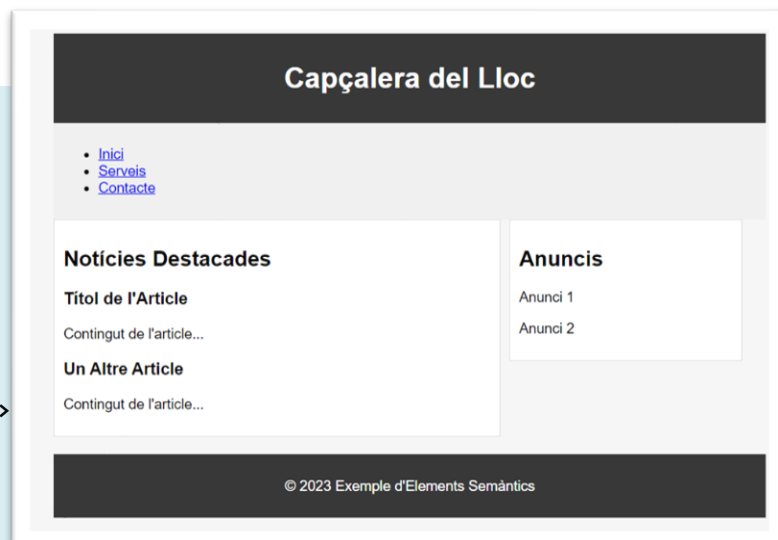 Capçalera del Lloc
Inici
Serveis
Contacte
Notícies Destacades
Títol de l'Article
Contingut de l'article...
Un Altre Article
Contingut de l'article...
Anuncis
Anunci 1
Anunci 2
© 2023 Exemple d'Elements Semàntics